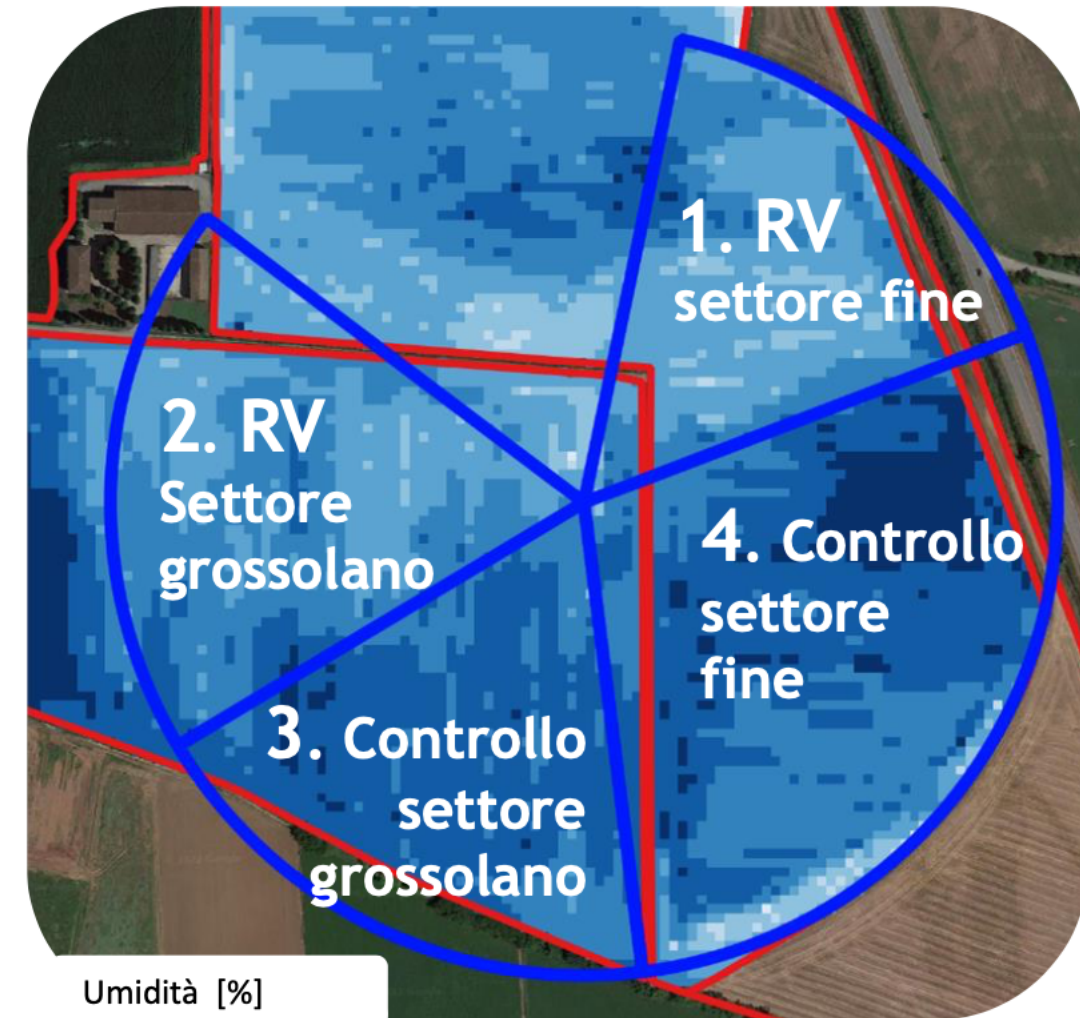 1. RV
settore fine
2. RV
Settore
grossolano
4. Controllo
settore
fine
3. Controllo
settore
grossolano
Umidità [%]